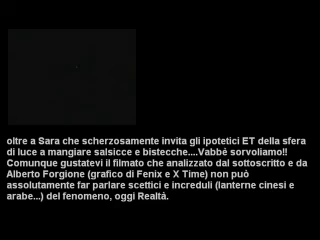 oltre a Sara che scherzosamente invita gli ipotetici ET della sfera
di luce a mangiare salsicce e bistecche....Vabbè sorvoliamo!!
Comunque gustatevi il filmato che analizzato dal sottoscritto e da
Alberto Forgione (grafico di Fenix e X Time) non può
assolutamente far parlare scettici e increduli (lanterne cinesi e
arabe...) del fenomeno, oggi Realtà.